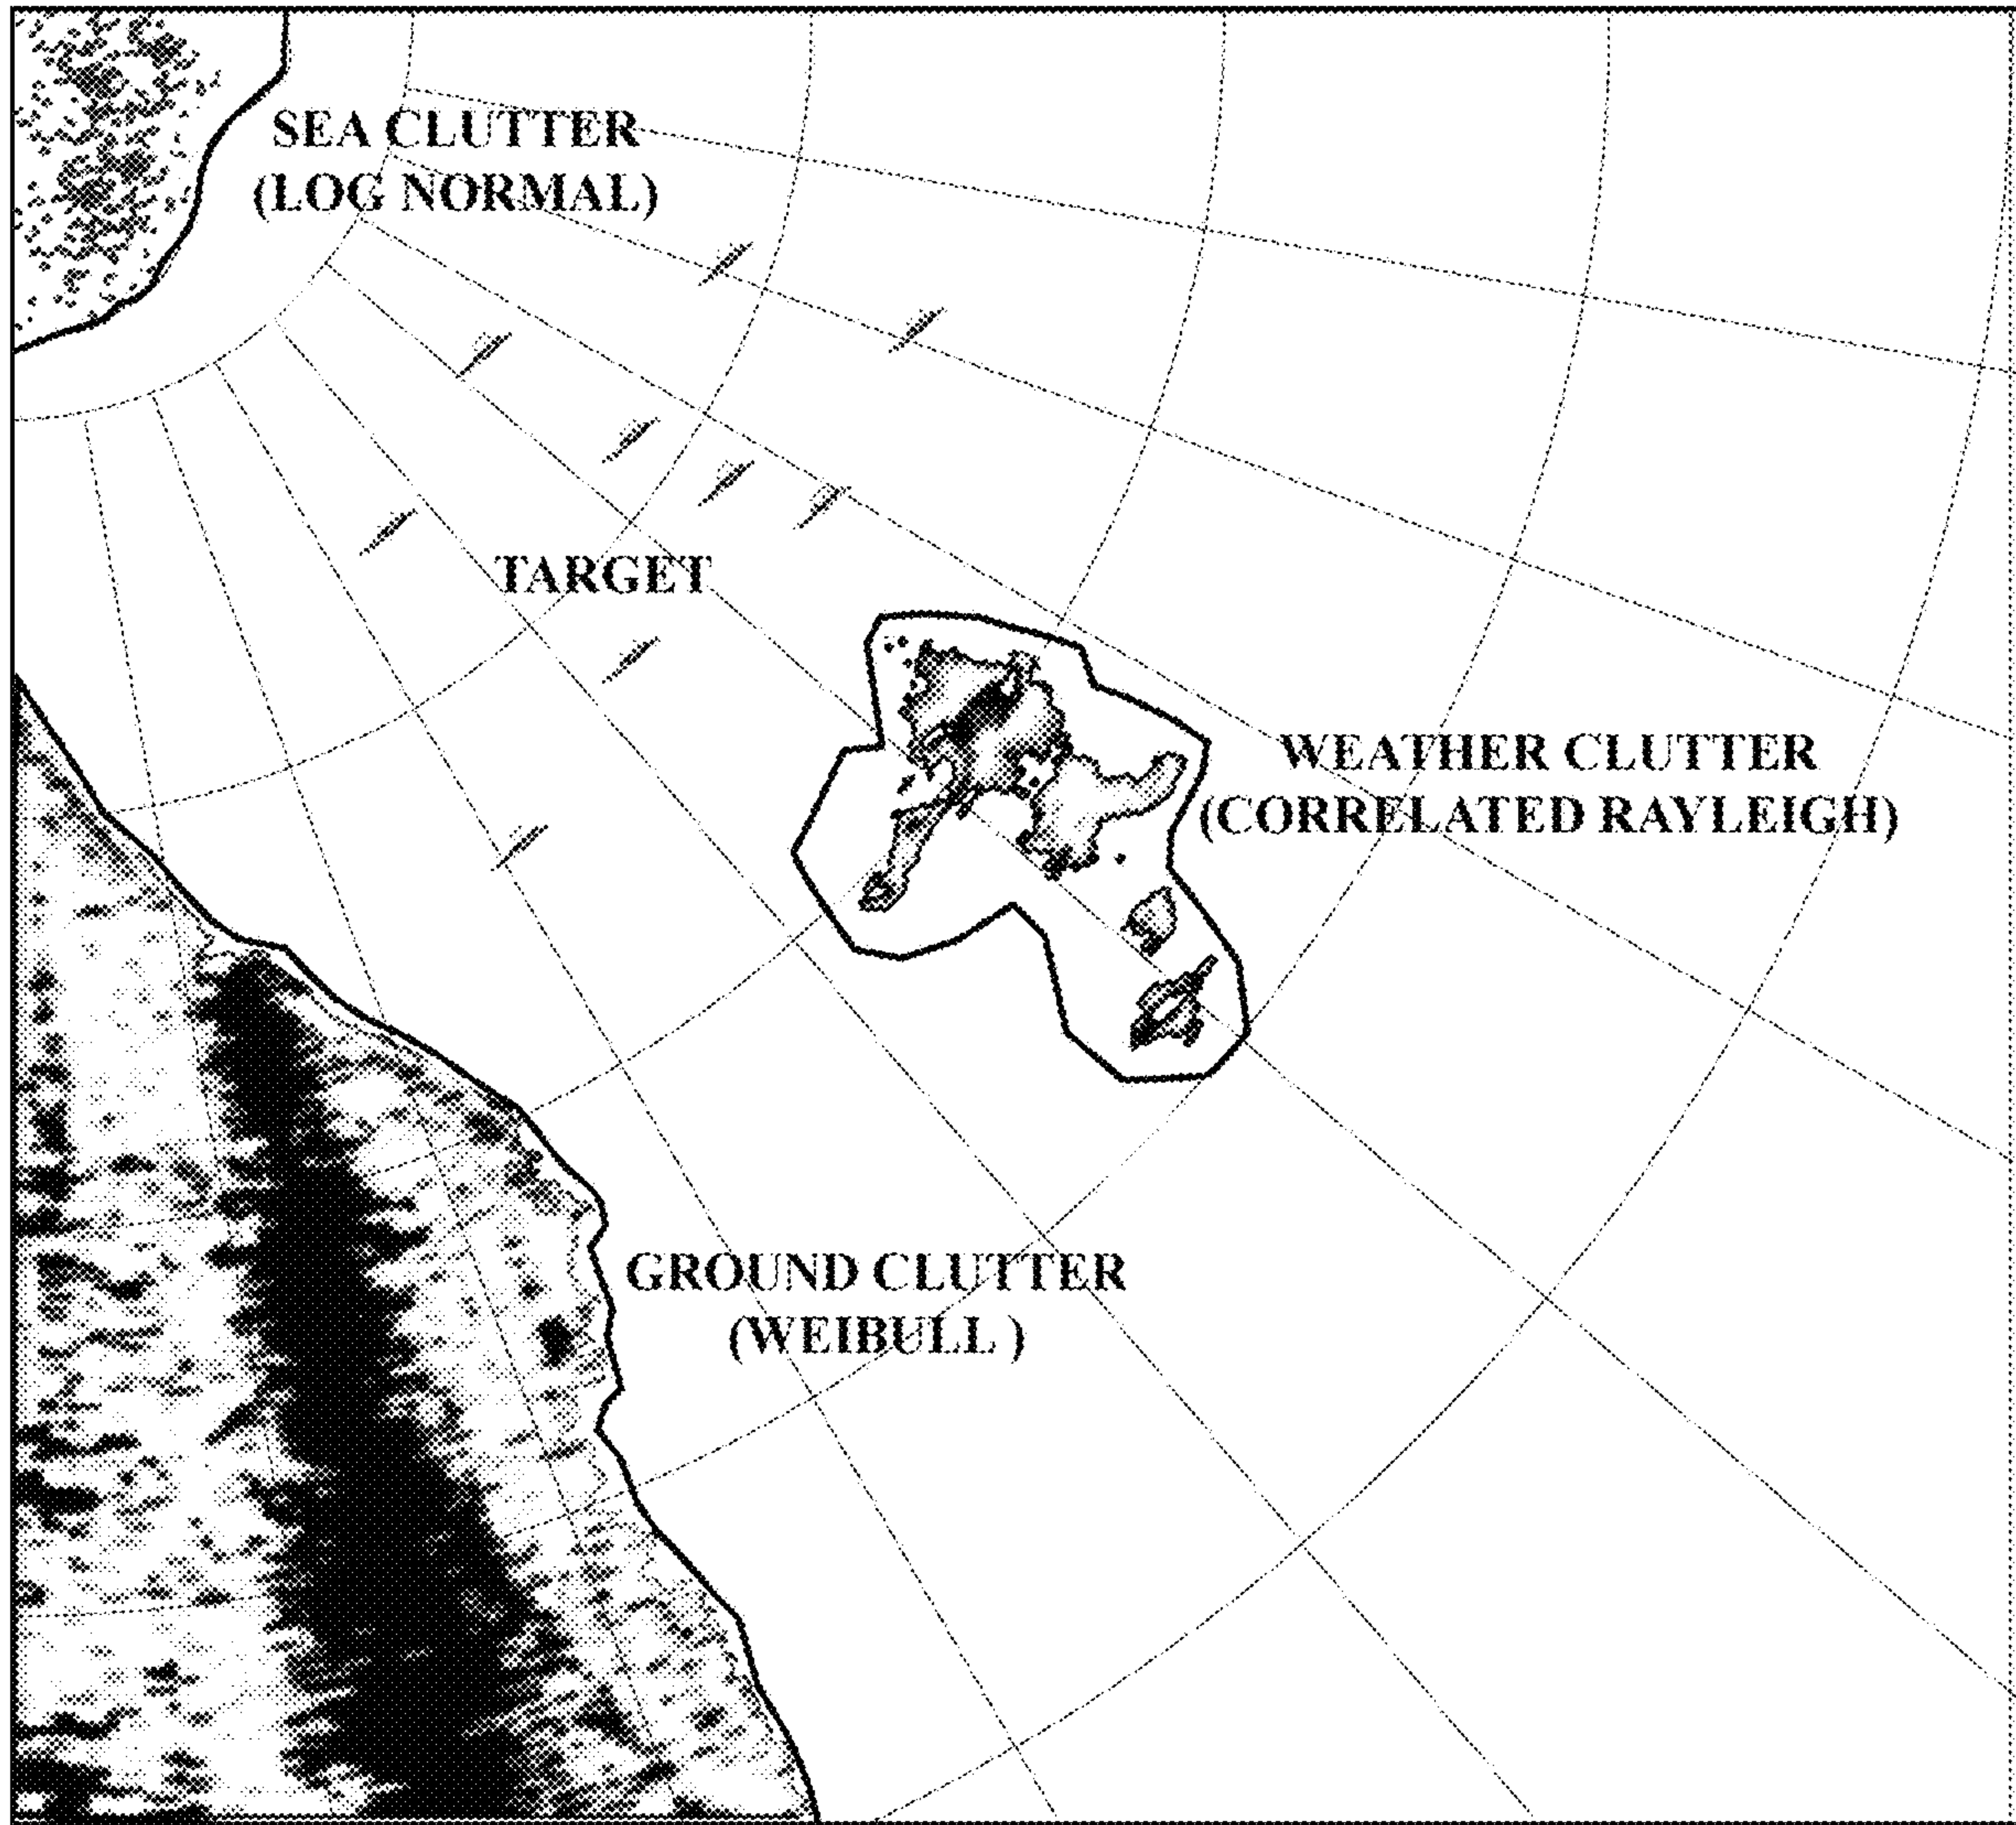 SEA CLUTTER
(LOG NORMAL)
TARGET
WEATHER CLUTTER
(CORRELATED RAYLEIGH)
GROUND CLUTTER
(WEIBULL )